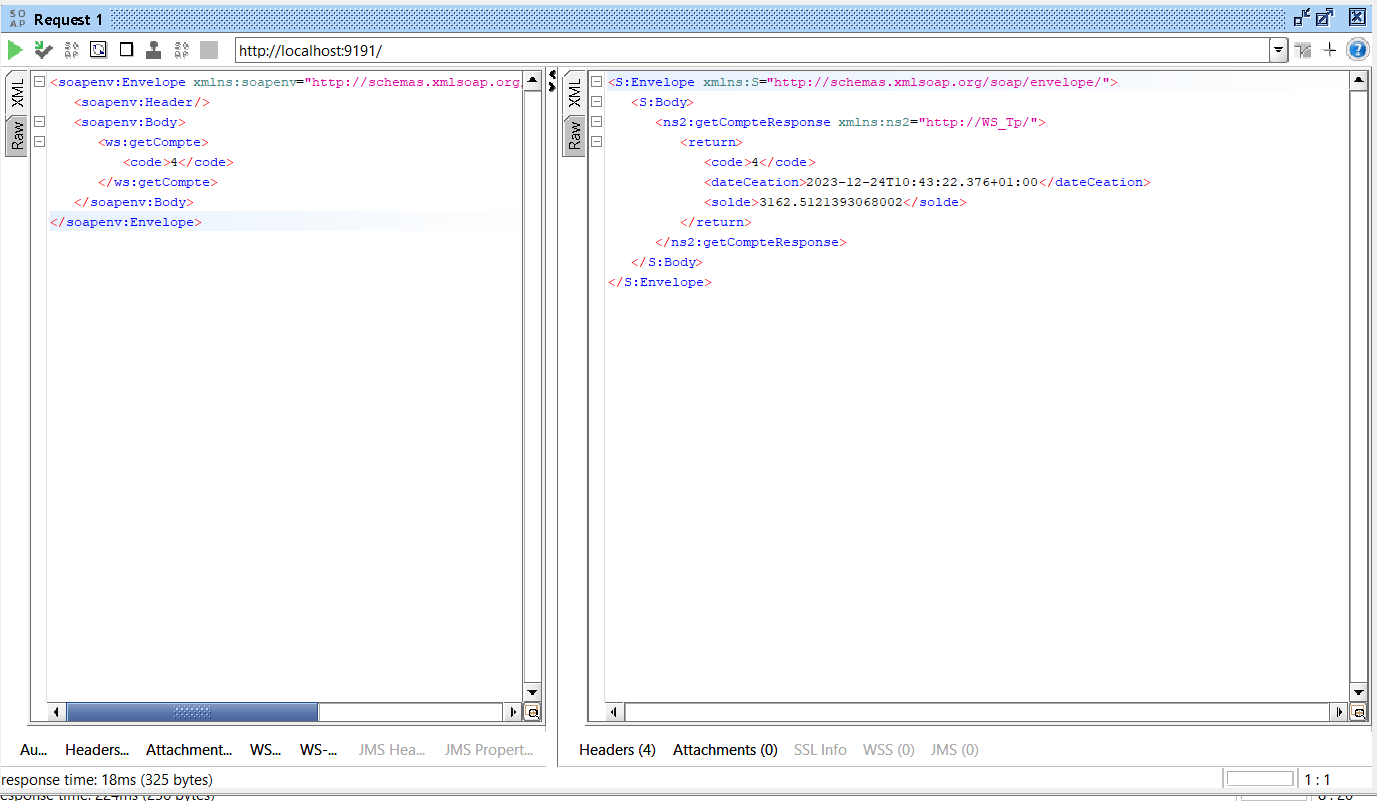 SO
AP
Request 1
http://localhost:9191/
XML
Raw
<soapenv:Envelope xmlns:soapenv="http://schemas.xmlsoap.org
<soapenv:Header/>
<soapenv:Body>
<ws:getCompte>
<code>4</code>
</ws:getCompte>
</soapenv:Body>
</soapenv:Envelope>
Au... Headers... Attachment... WS... WS-... JMS Hea... JMS Propert...
XML
Raw
<S:Envelope xmlns:S="http://schemas.xmlsoap.org/soap/envelope/">
<S:Body>
<ns2:getCompteResponse xmlns:ns2="http://WS_Tp/">
<return>
<code>4</code>
<dateCeation>2023-12-24T10:43:22.376+01:00</dateCeation>
<solde>3162.5121393068002</solde>
</return>
</ns2:getCompteResponse>
</S:Body>
</S:Envelope>
Headers (4) Attachments (0) SSL Info WSS (0) JMS (0)
response time: 18ms (325 bytes) 1 : 1